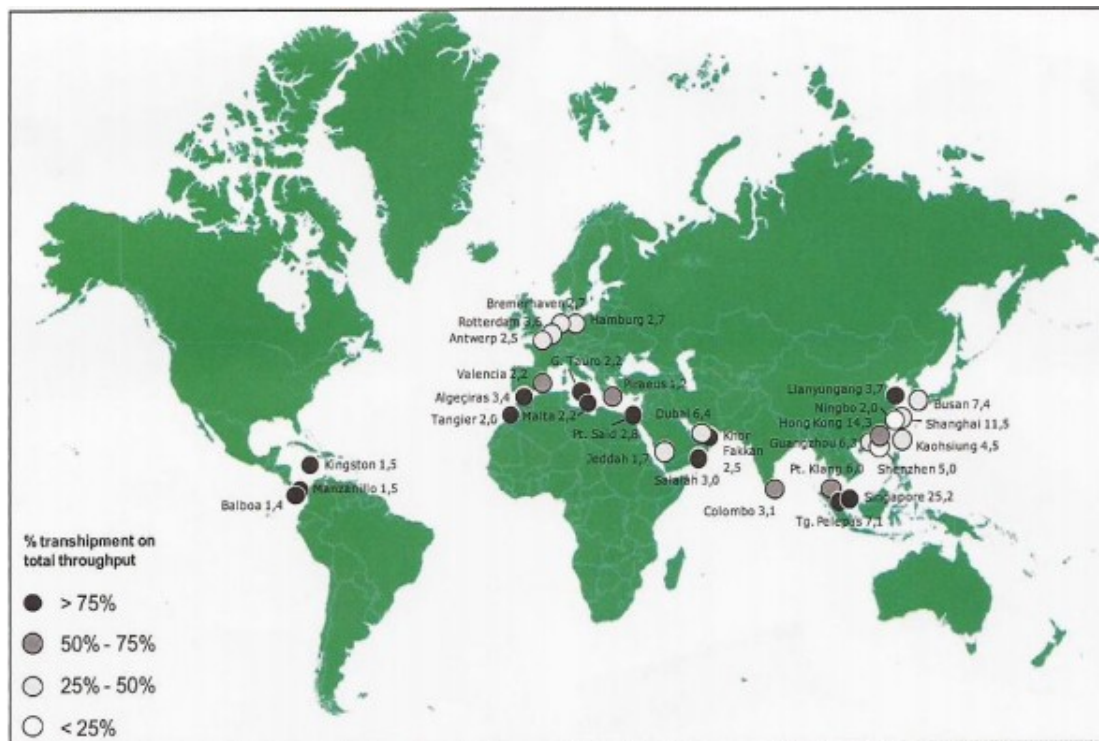 Bremerhaven 2,7
Rotterdam 3,6
Hamburg 2,7
Antwerp 2,5
G. Tauro 2,2
Valencia 2,2
Piraeus 1,2
Algeçiras 3,4
Tangier 2,0
Malta 2,2
Pt. Said 2,8
Dubai 6,4
Khor
Fakkan
2,5
Jeddah 1,7
Salalah 3,0
Colombo 3,1
Lianyungang 3,7
Ningbo 2,0
Busan 7,4
Hong Kong 14,3
Shanghai 11,5
Guangzhou 6,3
Kaohsiung 4,5
Pt. Klang 6,0
Shenzhen 5,0
Singapore 25,2
Tg. Pelepas 7,1
Kingston 1,5
Manzanillo 1,5
Balboa 1,4
% transhipment on
total throughput
> 75%
50% - 75%
25% - 50%
< 25%